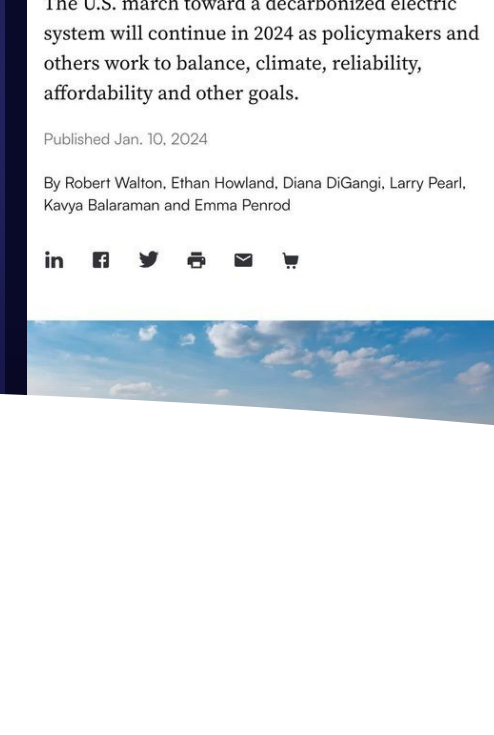 The U.S. march toward a decarbonized electric
system will continue in 2024 as policymakers and
others work to balance, climate, reliability,
affordability and other goals.
Published Jan. 10, 2024
By Robert Walton, Ethan Howland, Diana DiGangi, Larry Pearl,
Kavya Balaraman and Emma Penrod